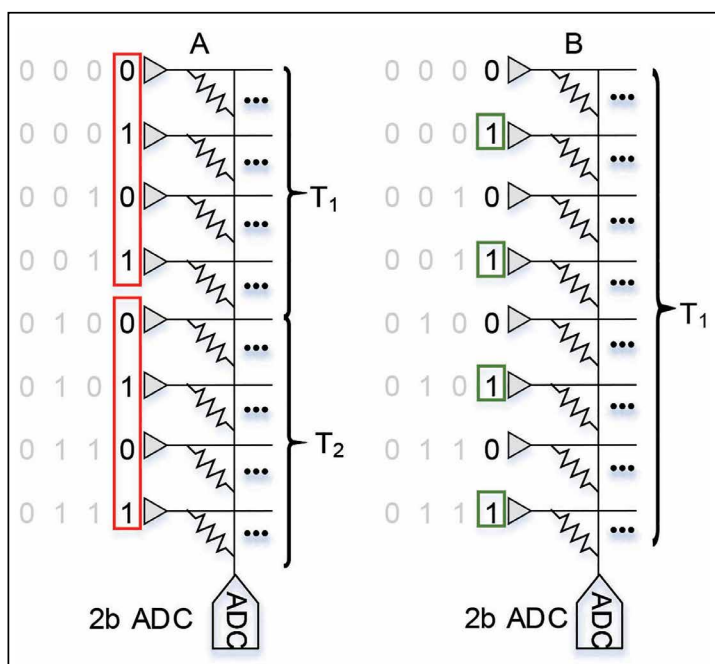 A B
0 0 0 0 ... 0 0 0 0 ...
0 0 0 1 ... 0 0 0 1 ...
0 0 1 0 ... T1 0 0 1 0 ...
0 0 1 1 ... 0 0 1 1 ...
0 1 0 0 ... 0 1 0 0 ... T1
0 1 0 1 ... 0 1 0 1 ...
0 1 1 0 ... T2 0 1 1 0 ...
0 1 1 1 ... 0 1 1 1 ...
2b ADC ADC 2b ADC ADC